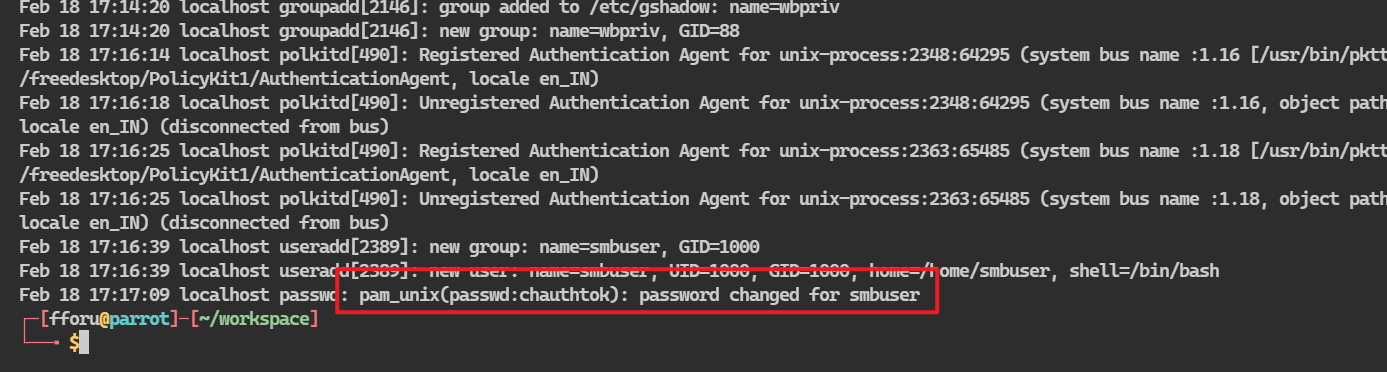 Feb 18 17:14:20 localhost groupadd[2146]: group added to /etc/gshadow: name=wbpriv
Feb 18 17:14:20 localhost groupadd[2146]: new group: name=wbpriv, GID=88
Feb 18 17:16:14 localhost polkitd[490]: Registered Authentication Agent for unix-process:2348:64295 (system bus name :1.16 [/usr/bin/pktt
/freedesktop/PolicyKit1/AuthenticationAgent, locale en_IN)
Feb 18 17:16:18 localhost polkitd[490]: Unregistered Authentication Agent for unix-process:2348:64295 (system bus name :1.16, object path
locale en_IN) (disconnected from bus)
Feb 18 17:16:25 localhost polkitd[490]: Registered Authentication Agent for unix-process:2363:65485 (system bus name :1.18 [/usr/bin/pktt
/freedesktop/PolicyKit1/AuthenticationAgent, locale en_IN)
Feb 18 17:16:25 localhost polkitd[490]: Unregistered Authentication Agent for unix-process:2363:65485 (system bus name :1.18, object path
locale en_IN) (disconnected from bus)
Feb 18 17:16:39 localhost useradd[2389]: new group: name=smbuser, GID=1000
Feb 18 17:16:39 localhost useradd[2389]: new user: name=smbuser, UID=1000, GID=1000, home=/home/smbuser, shell=/bin/bash
Feb 18 17:17:09 localhost passwd: pam_unix(passwd:chauthtok): password changed for smbuser
[fforu@parrot]-[~/workspace]
$